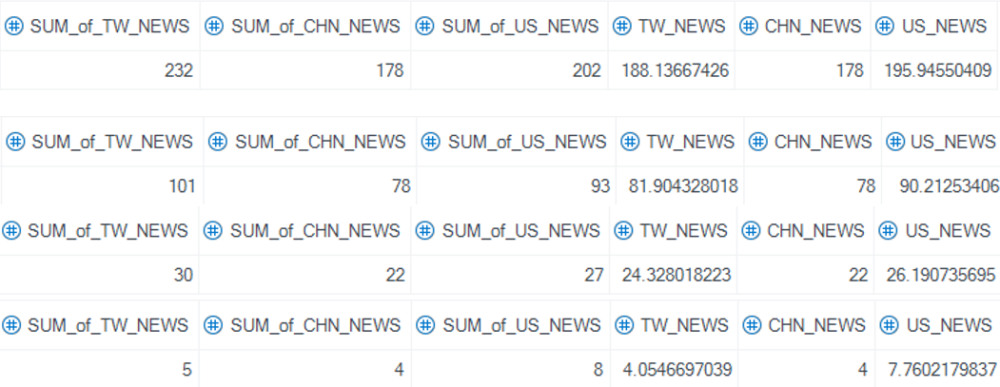 SUM_of_TW_NEWS SUM_of_CHN_NEWS SUM_of_US_NEWS TW_NEWS CHN_NEWS US_NEWS
232 178 202 188.13667426 178 195.94550409
SUM_of_TW_NEWS SUM_of_CHN_NEWS SUM_of_US_NEWS TW_NEWS CHN_NEWS US_NEWS
101 78 93 81.904328018 78 90.21253406
SUM_of_TW_NEWS SUM_of_CHN_NEWS SUM_of_US_NEWS TW_NEWS CHN_NEWS US_NEWS
30 22 27 24.328018223 22 26.190735695
SUM_of_TW_NEWS SUM_of_CHN_NEWS SUM_of_US_NEWS TW_NEWS CHN_NEWS US_NEWS
5 4 8 4.0546697039 4 7.7602179837